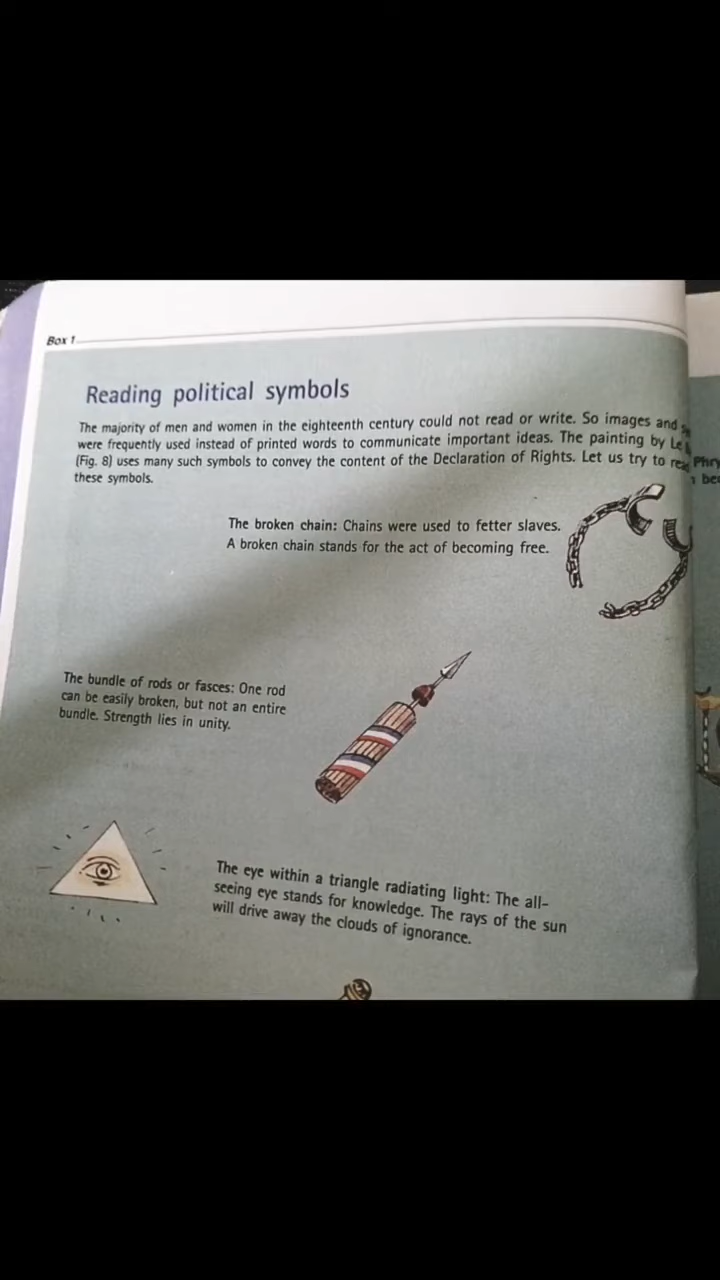 Box 1
Reading political symbols
The majority of men and women in the eighteenth century could not read or write. So images and
were frequently used instead of printed words to communicate important ideas. The painting by Le
(Fig. 8) uses many such symbols to convey the content of the Declaration of Rights. Let us try to
these symbols.
The broken chain: Chains were used to fetter slaves.
A broken chain stands for the act of becoming free.
The bundle of rods or fasces: One rod
can be easily broken, but not an entire
bundle. Strength lies in unity.
The eye within a triangle radiating light: The all-
seeing eye stands for knowledge. The rays of the sun
will drive away the clouds of ignorance.